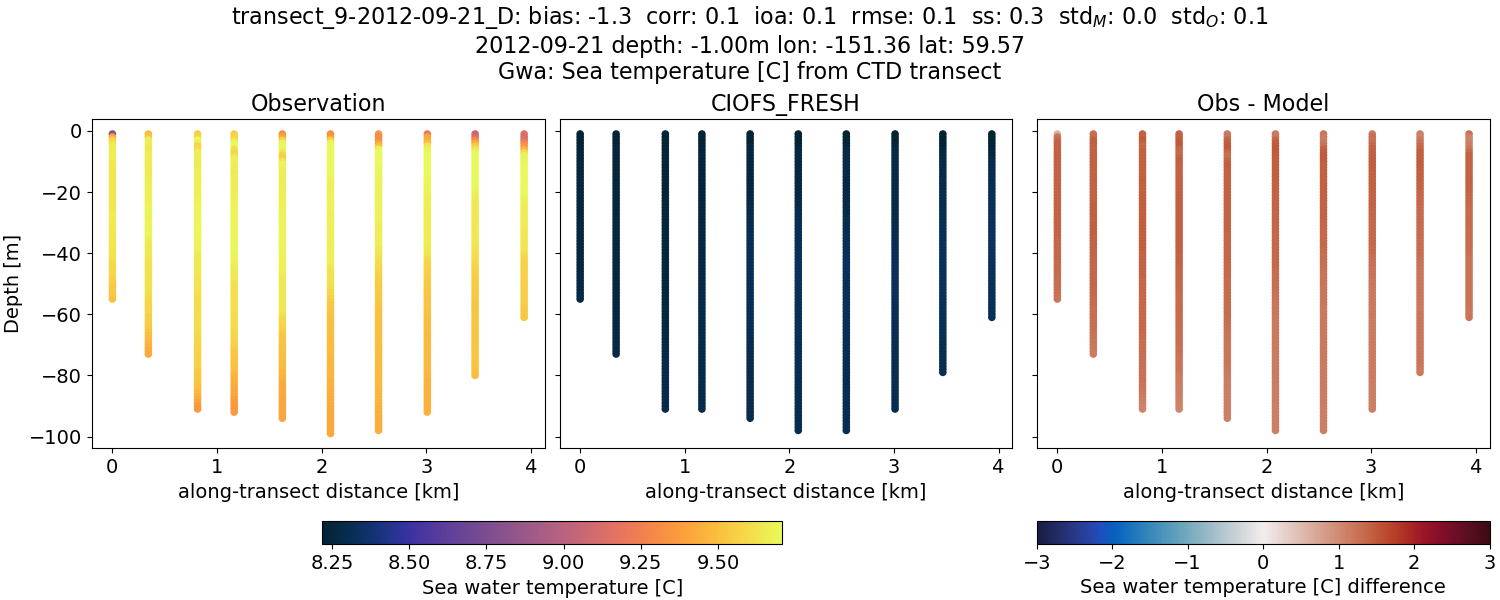 transect_9-2012-09-21_D: bias: -1.3  corr: 0.1  ioa: 0.1  rmse: 0.1  ss: 0.3  std_M: 0.0  std_O: 0.1
2012-09-21 depth: -1.00m lon: -151.36 lat: 59.57
Gwa: Sea temperature [C] from CTD transect
Observation
CIOFS_FRESH
Obs - Model
0
−20
−40
−60
−80
−100
Depth [m]
0 1 2 3 4
0 1 2 3 4
0 1 2 3 4
along-transect distance [km]
along-transect distance [km]
along-transect distance [km]
8.25 8.50 8.75 9.00 9.25 9.50
Sea water temperature [C]
−3 −2 −1 0 1 2 3
Sea water temperature [C] difference